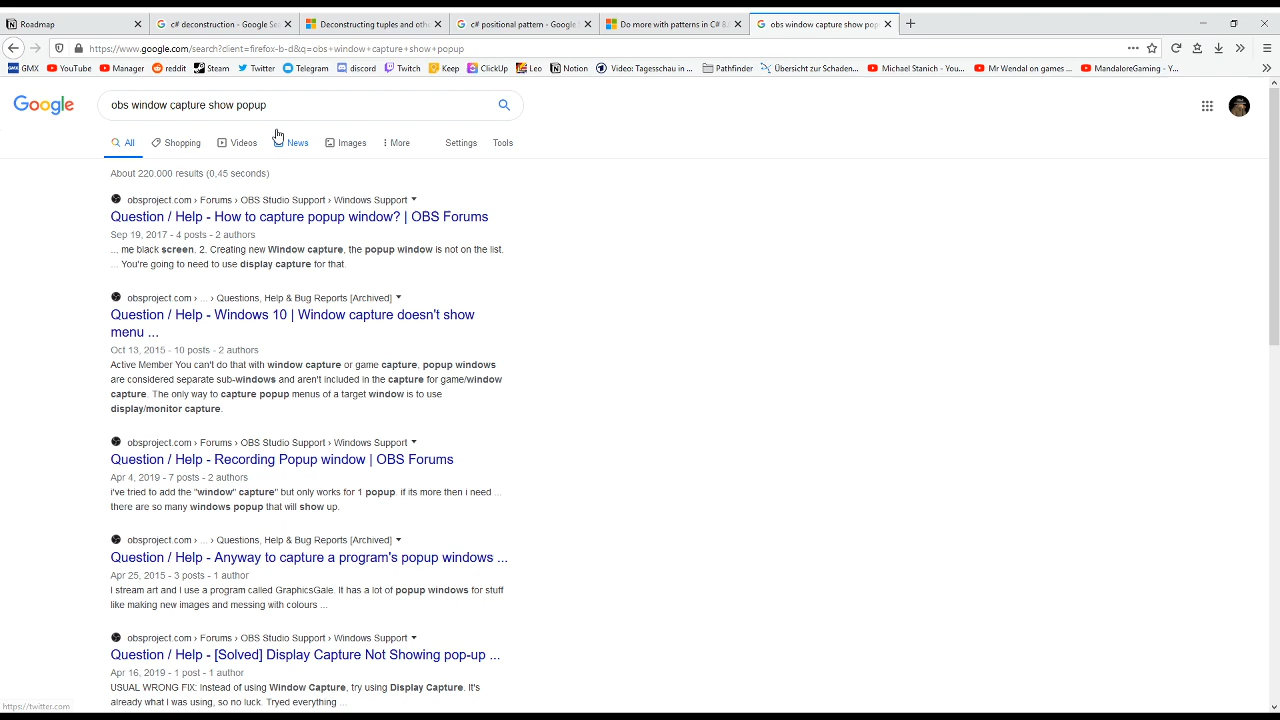 Roadmap
c# deconstruction - Google Se
Deconstructing tuples and othe
c# positional pattern - Google
Do more with patterns in C# 8
obs window capture show pop
https://www.google.com/search?client=firefox-b-d&q=obs+window+capture+show+popup
GMX
YouTube
Manager
reddit
Steam
Twitter
Telegram
discord
Twitch
Keep
ClickUp
Notion
Video: Tagesschau in ...
Pathfinder
Übersicht zu Schaden...
Michael Stanich - You...
Mr Wendal on games ...
MandaloreGaming - Y...
Google
obs window capture show popup
All
Shopping
Videos
News
Images
More
Settings
Tools
About 220.000 results (0,45 seconds)
obsproject.com › Forums › OBS Studio Support › Windows Support
Question / Help - How to capture popup window? | OBS Forums
Sep 19, 2017 - 4 posts - 2 authors
... me black screen. 2. Creating new Window capture, the popup window is not on the list.
... You're going to need to use display capture for that.
obsproject.com › ... › Questions, Help & Bug Reports [Archived]
Question / Help - Windows 10 | Window capture doesn't show
menu ...
Oct 13, 2015 - 10 posts - 2 authors
Active Member You can't do that with window capture or game capture, popup windows
are considered separate sub-windows and aren't included in the capture for game/window
capture. The only way to capture popup menus of a target window is to use
display/monitor capture.
obsproject.com › Forums › OBS Studio Support › Windows Support
Question / Help - Recording Popup window | OBS Forums
Apr 4, 2019 - 7 posts - 2 authors
i've tried to add the "window" capture" but only works for 1 popup. if its more then i need ...
there are so many windows popup that will show up.
obsproject.com › ... › Questions, Help & Bug Reports [Archived]
Question / Help - Anyway to capture a program's popup windows ...
Apr 25, 2015 - 3 posts - 1 author
I stream art and I use a program called GraphicsGale. It has a lot of popup windows for stuff
like making new images and messing with colours ...
obsproject.com › Forums › OBS Studio Support › Windows Support
Question / Help - [Solved] Display Capture Not Showing pop-up ...
Apr 16, 2019 - 1 post - 1 author
USUAL WRONG FIX: Instead of using Window Capture, try using Display Capture. It's
already what I was using, so no luck. Tryed everything ...
https://twitter.com